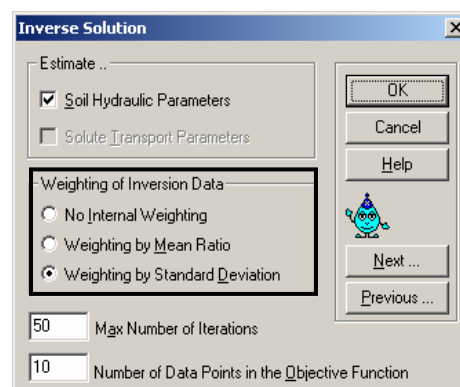 Inverse Solution
Estimate ..
Soil Hydraulic Parameters
Solute Transport Parameters
Weighting of Inversion Data
No Internal Weighting
Weighting by Mean Ratio
Weighting by Standard Deviation
50 Max Number of Iterations
10 Number of Data Points in the Objective Function
OK
Cancel
Help
Next ...
Previous ...